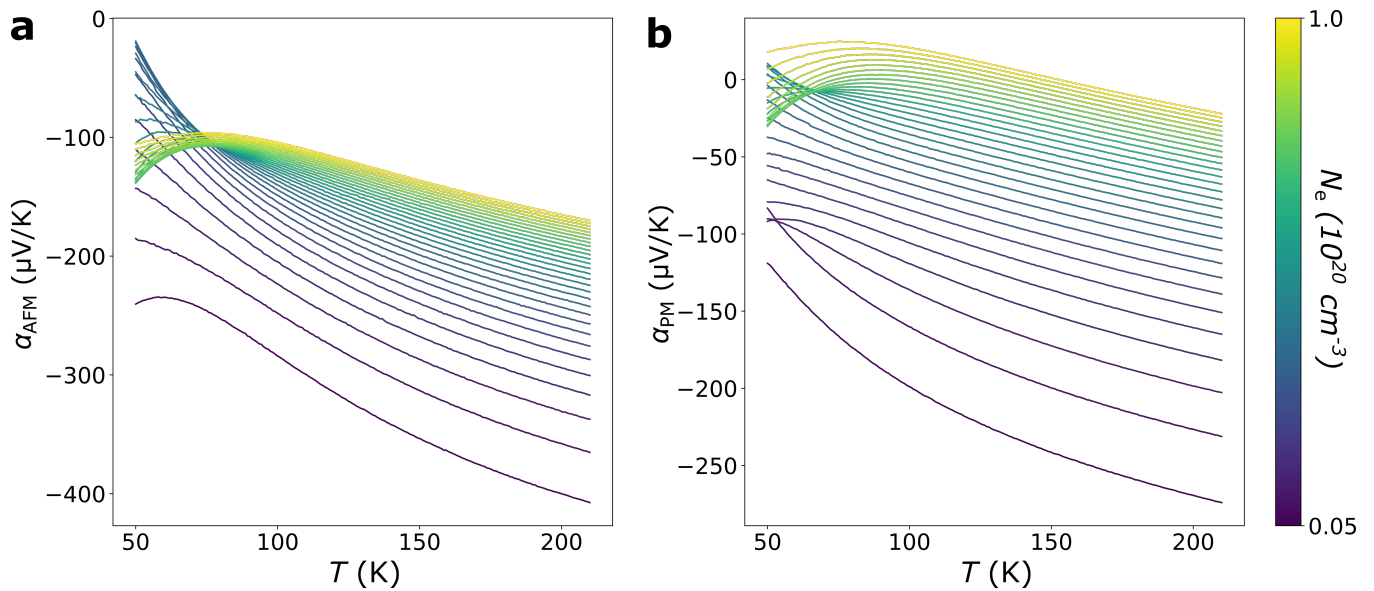 a
0
−100
−200
−300
−400
α_AFM (μV/K)
50 100 150 200
T (K)
b
0
−50
−100
−150
−200
−250
α_PM (μV/K)
50 100 150 200
T (K)
1.0
N_e (10^20 cm^-3)
0.05